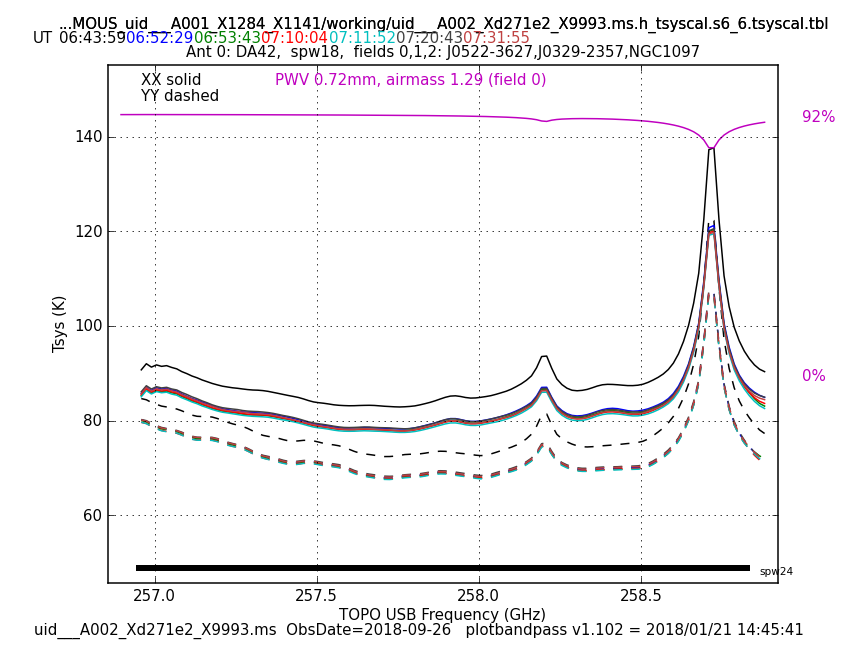 ...MOUS_uid___A001_X1284_X1141/working/uid___A002_Xd271e2_X9993.ms.h_tsyscal.s6_6.tsyscal.tbl
UT 06:43:59 06:52:29 06:53:43 07:10:04 07:11:52 07:20:43 07:31:55
Ant 0: DA42, spw18, fields 0,1,2: J0522-3627,J0329-2357,NGC1097
XX solid PWV 0.72mm, airmass 1.29 (field 0)
YY dashed
92%
140
120
100
0%
80
60
Tsys (K)
spw24
257.0 257.5 258.0 258.5
TOPO USB Frequency (GHz)
uid___A002_Xd271e2_X9993.ms ObsDate=2018-09-26 plotbandpass v1.102 = 2018/01/21 14:45:41